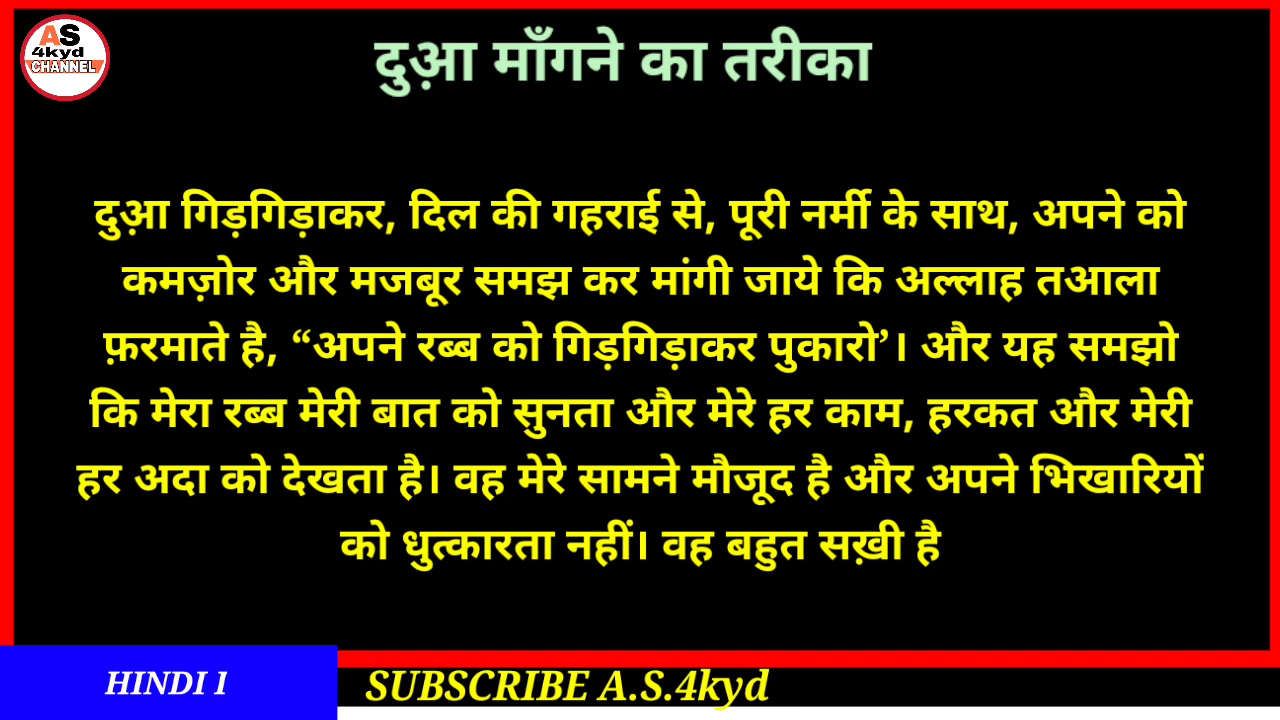 AS
4kyd
CHANNEL
दुआ़ माँगने का तरीका
दुआ़ गिड़गिड़ाकर, दिल की गहराई से, पूरी नर्मी के साथ, अपने को
कमज़ोर और मजबूर समझ कर मांगी जाये कि अल्लाह तआला
फ़रमाते है, “अपने रब्ब को गिड़गिड़ाकर पुकारो’। और यह समझो
कि मेरा रब्ब मेरी बात को सुनता और मेरे हर काम, हरकत और मेरी
हर अदा को देखता है। वह मेरे सामने मौजूद है और अपने भिखारियों
को धुत्कारता नहीं। वह बहुत सख़ी है
HINDI I
SUBSCRIBE A.S.4kyd